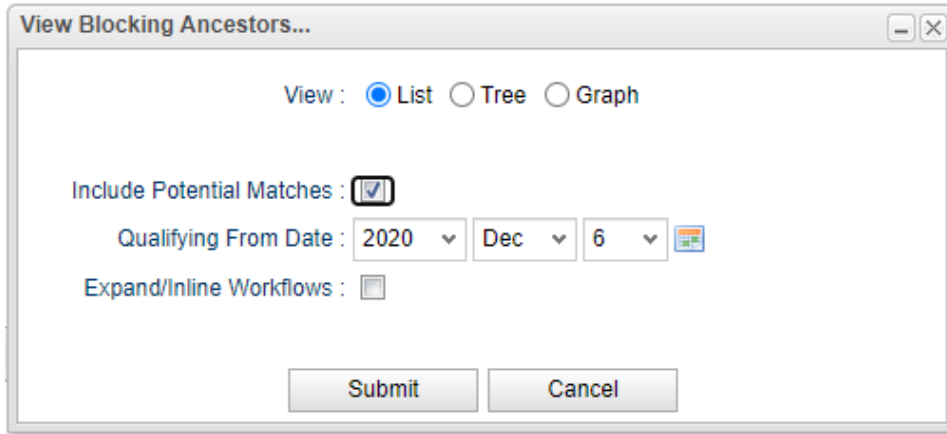 View Blocking Ancestors...
View : List Tree Graph
Include Potential Matches :
Qualifying From Date : 2020 Dec 6
Expand/Inline Workflows :
Submit Cancel